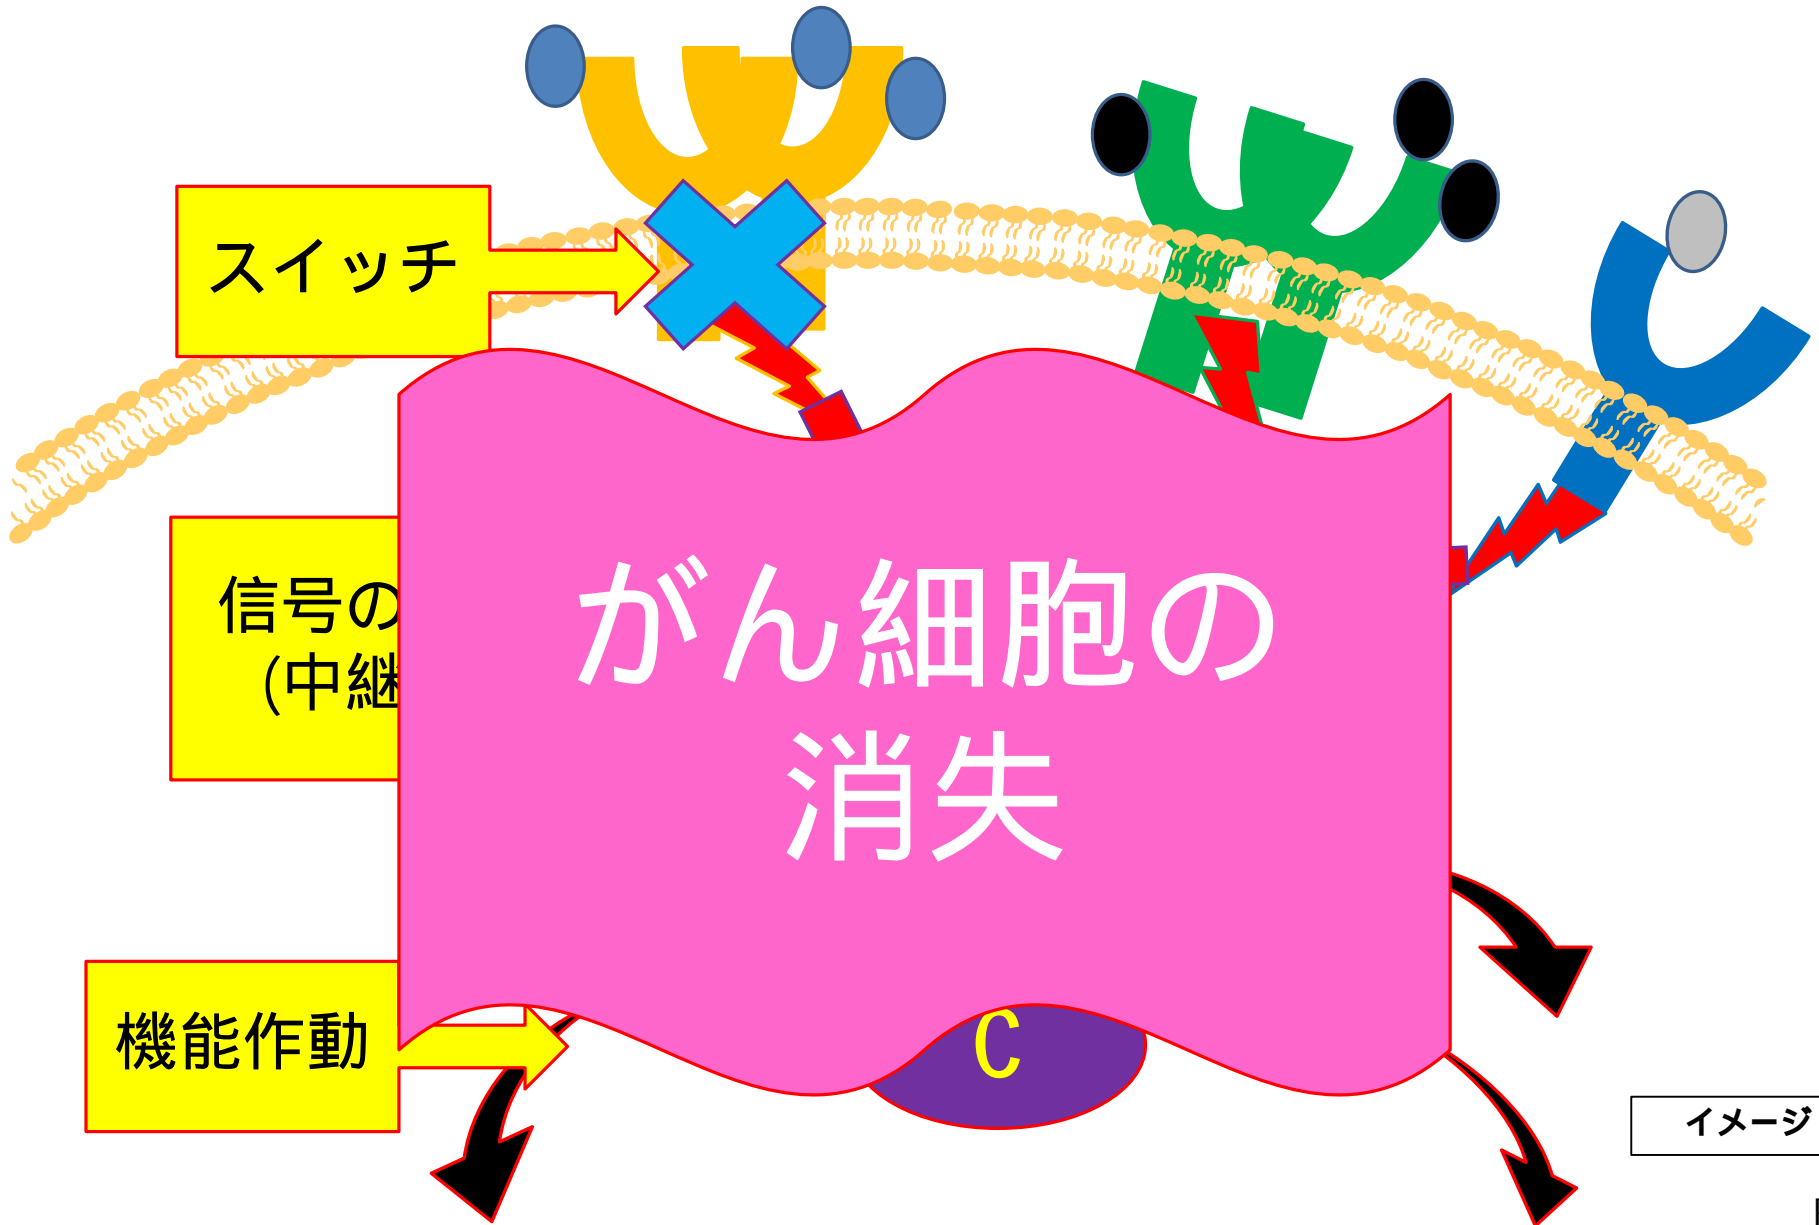 スイッチ
信号の
(中継
がん細胞の
消失
機能作動
C
イメージ